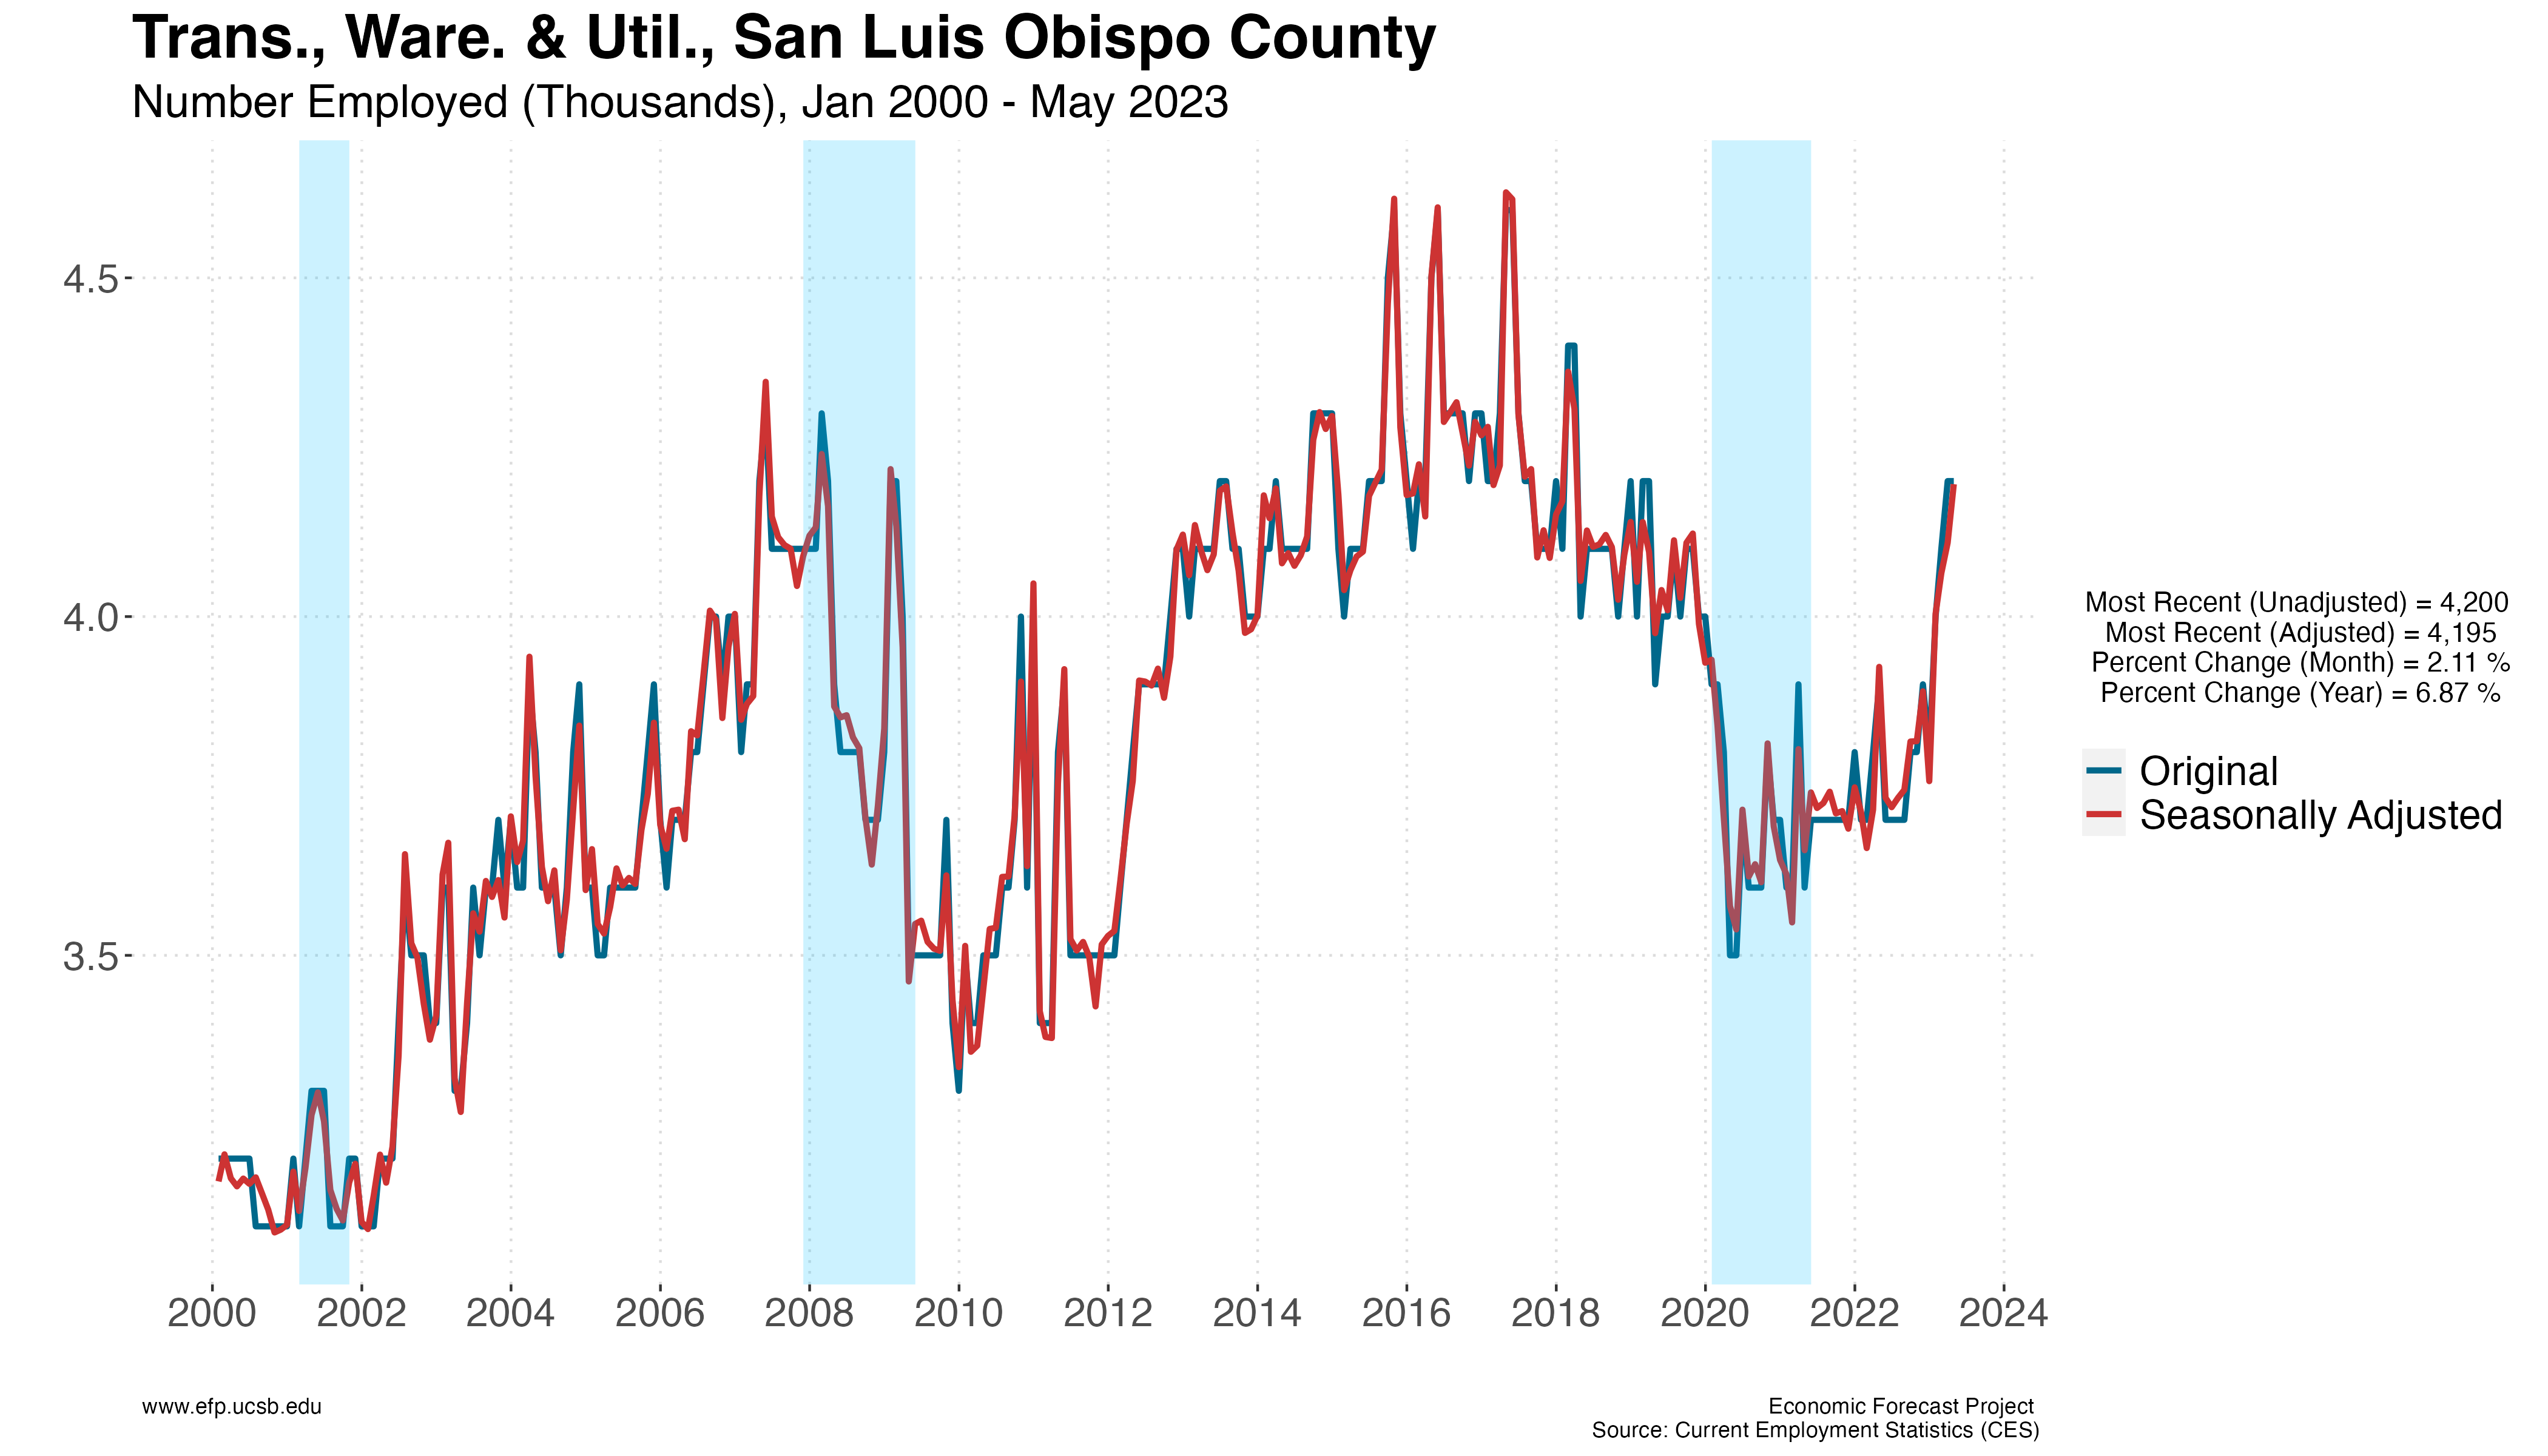 Trans., Ware. & Util., San Luis Obispo County
Number Employed (Thousands), Jan 2000 - May 2023
4.5
4.0
3.5
2000 2002 2004 2006 2008 2010 2012 2014 2016 2018 2020 2022 2024
Most Recent (Unadjusted) = 4,200
Most Recent (Adjusted) = 4,195
Percent Change (Month) = 2.11 %
Percent Change (Year) = 6.87 %
Original
Seasonally Adjusted
www.efp.ucsb.edu
Economic Forecast Project
Source: Current Employment Statistics (CES)